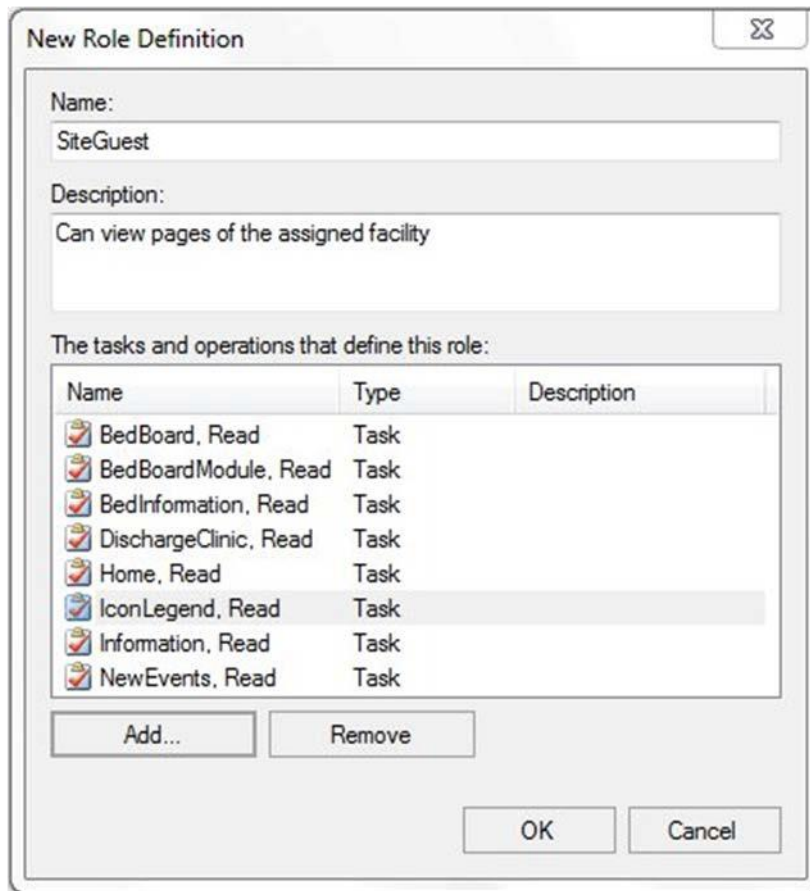 New Role Definition
Name:
SiteGuest
Description:
Can view pages of the assigned facility
The tasks and operations that define this role:
Name Type Description
BedBoard, Read Task
BedBoardModule, Read Task
BedInformation, Read Task
DischargeClinic, Read Task
Home, Read Task
IconLegend, Read Task
Information, Read Task
NewEvents, Read Task
Add... Remove
OK Cancel